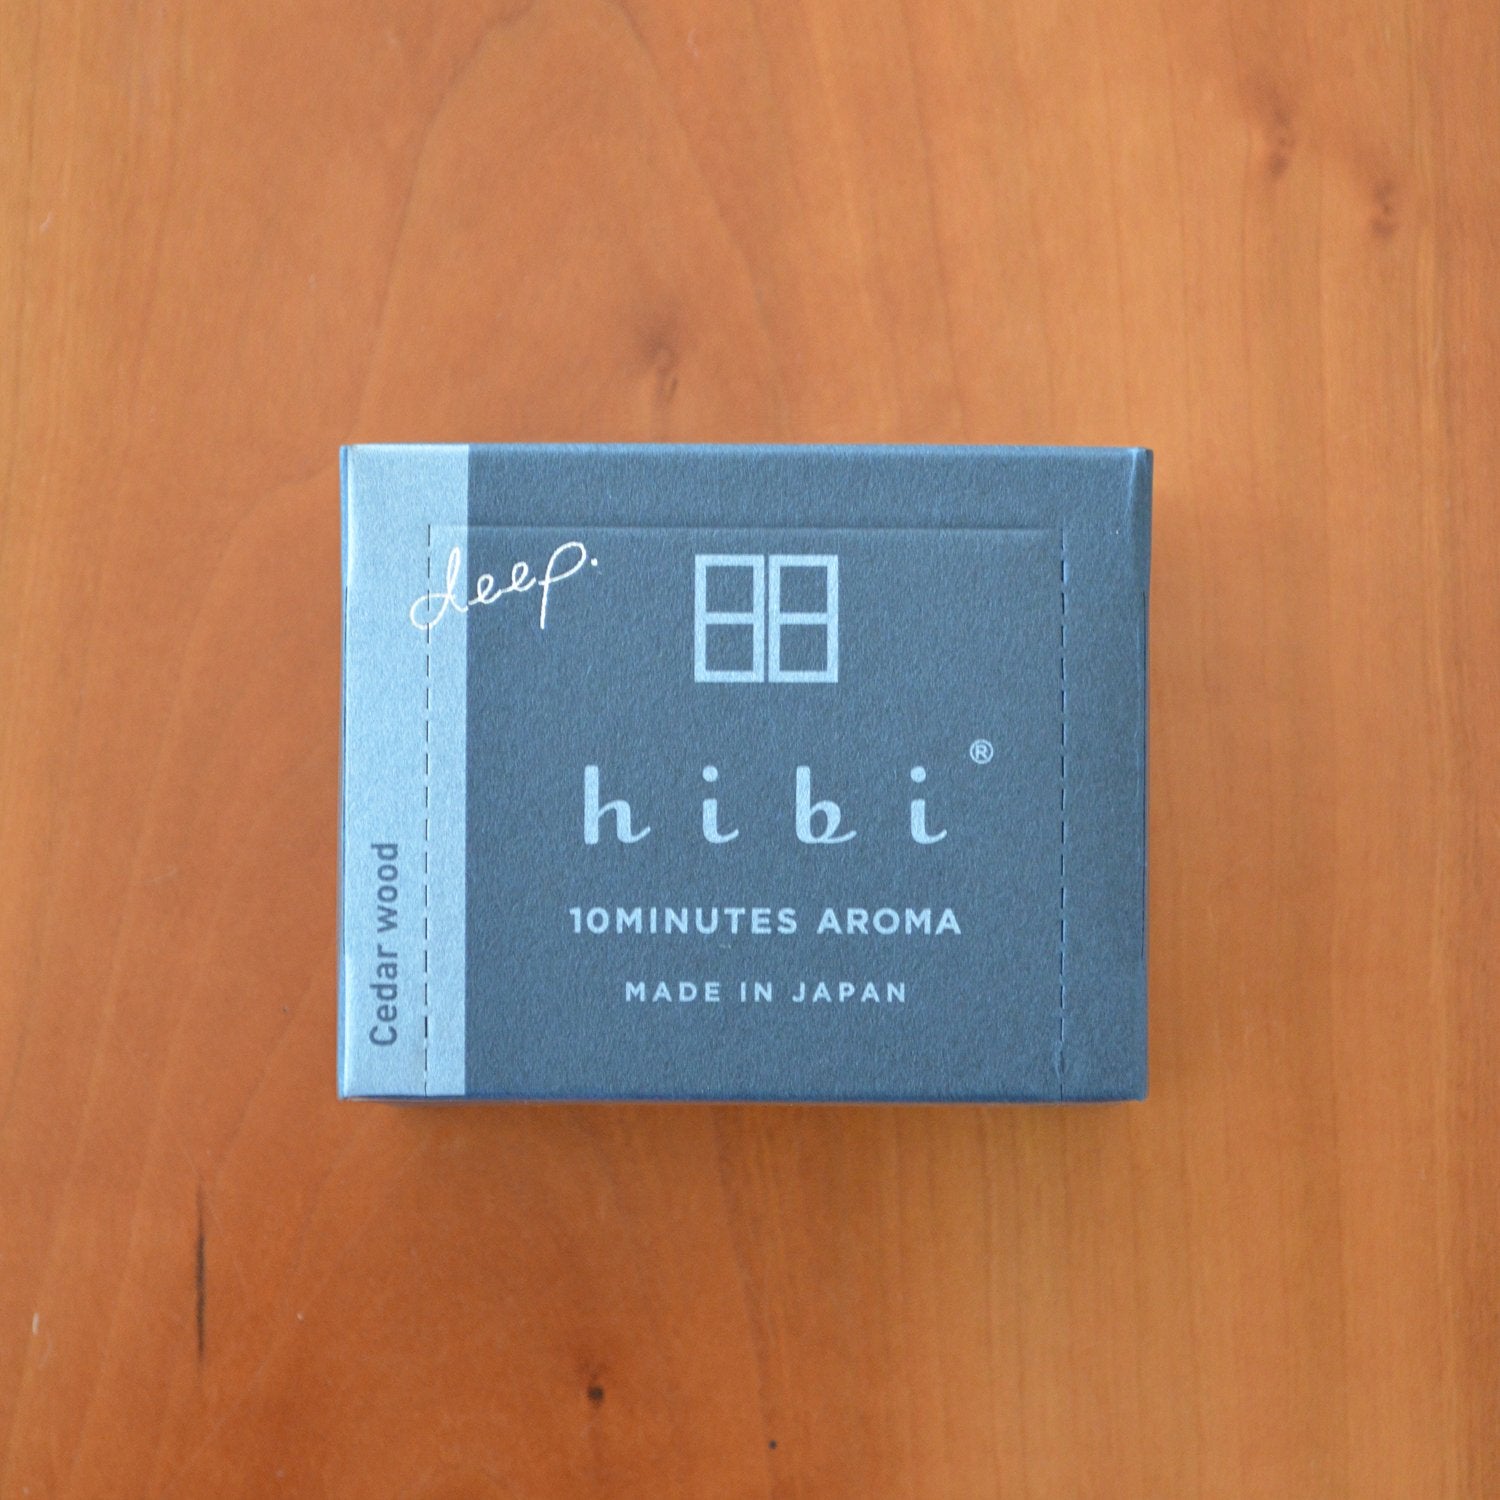 deep.
hibi®
10MINUTES AROMA
MADE IN JAPAN
Cedar wood